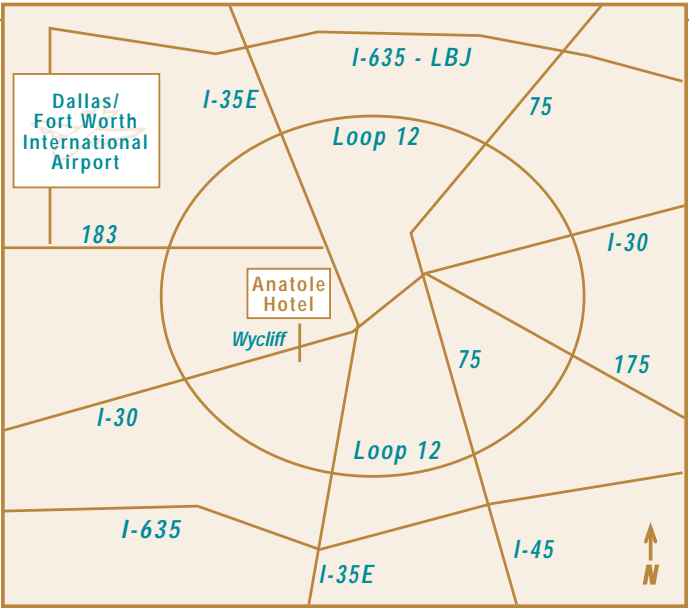 I-635 - LBJ
I-35E
75
Dallas/
Fort Worth
International
Airport
Loop 12
183
I-30
Anatole
Hotel
Wycliff
75
175
I-30
Loop 12
I-635
I-45
I-35E
N